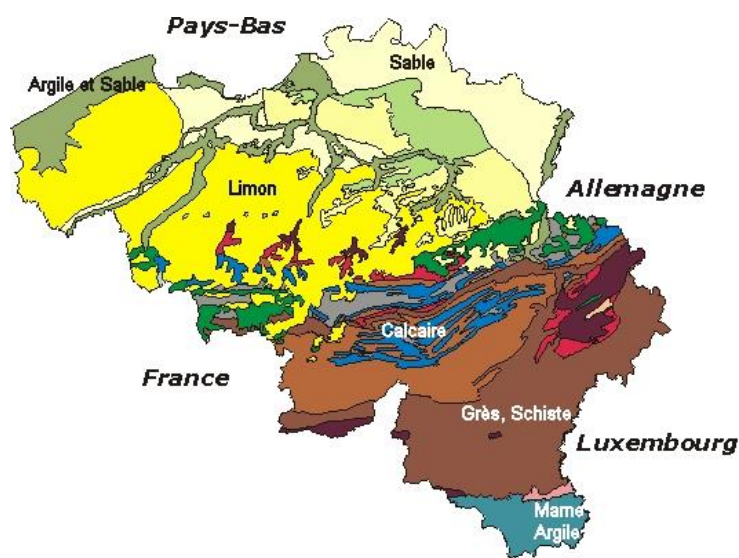 Pays-Bas
Sable
Argile et Sable
Limon
Allemagne
Calcaire
France
Grès, Schiste
Luxembourg
Marne
Argile